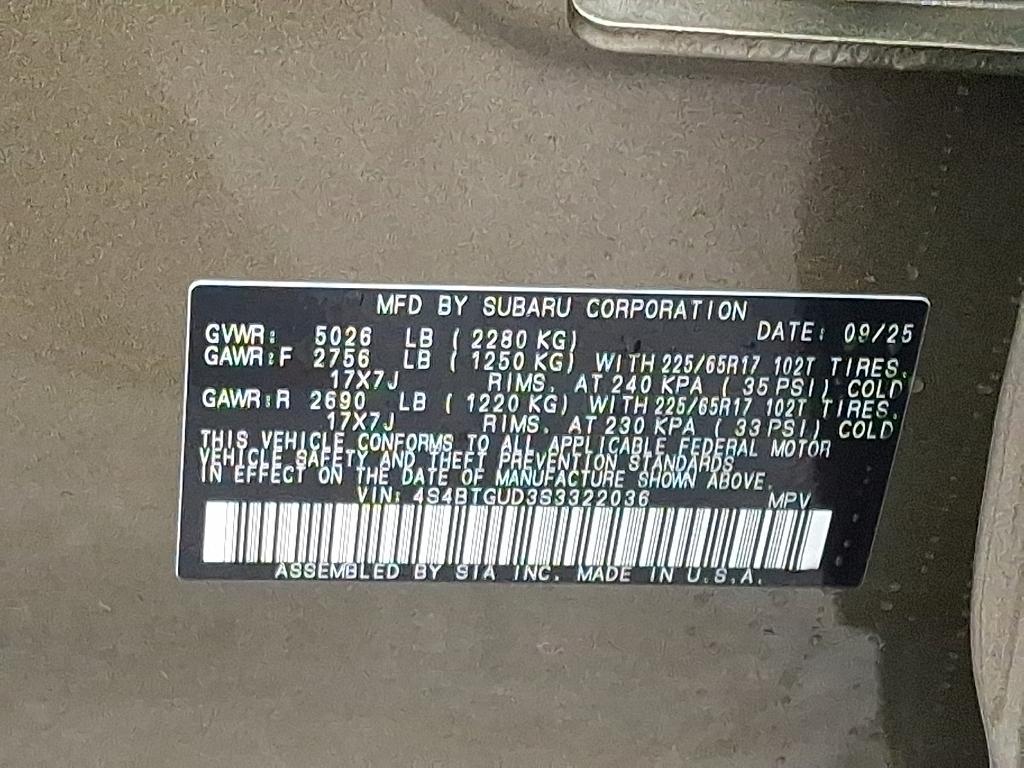 MFD BY SUBARU CORPORATION
GVWR: 5026 LB ( 2280 KG) DATE: 09/25
GAWR:F 2756 LB ( 1250 KG) WITH 225/65R17 102T TIRES.
17X7J RIMS. AT 240 KPA ( 35 PSI) COLD
GAWR:R 2690 LB ( 1220 KG) WITH 225/65R17 102T TIRES.
17X7J RIMS. AT 230 KPA ( 33 PSI) COLD
THIS VEHICLE CONFORMS TO ALL APPLICABLE FEDERAL MOTOR
VEHICLE SAFETY AND THEFT PREVENTION STANDARDS
IN EFFECT ON THE DATE OF MANUFACTURE SHOWN ABOVE.
VIN: 4S4BTGUD3S3322036 MPV
ASSEMBLED BY SIA INC. MADE IN U.S.A.